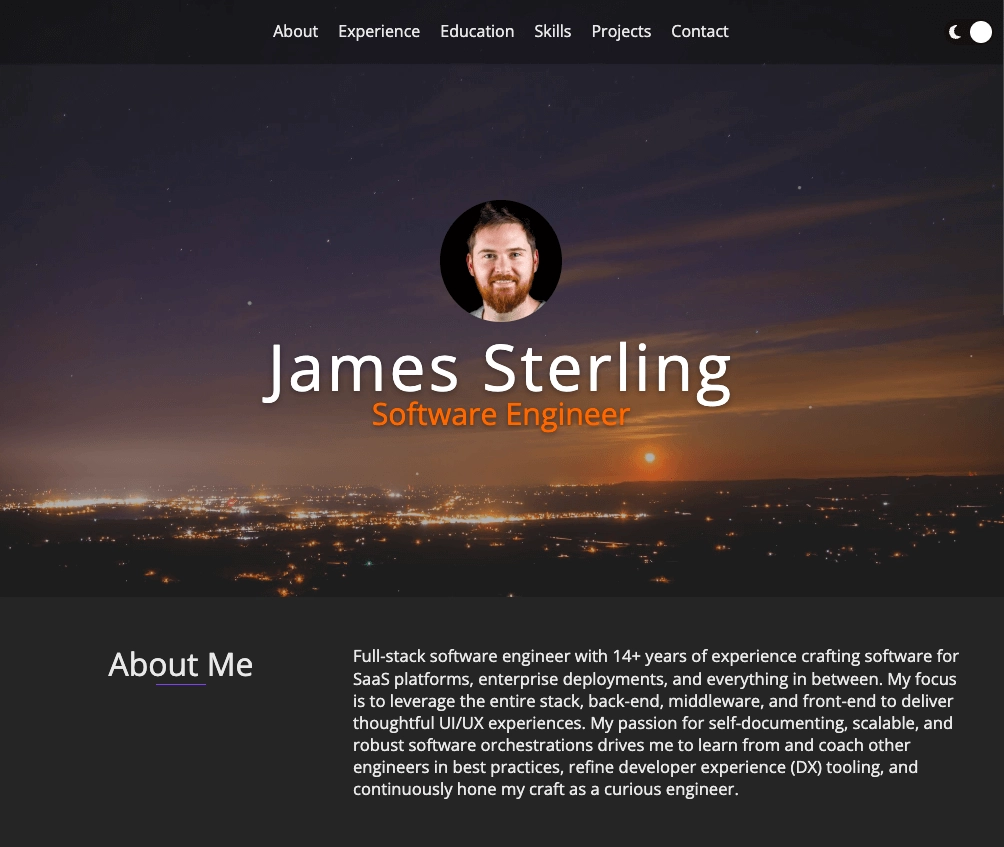 About Experience Education Skills Projects Contact
James Sterling
Software Engineer
About Me
Full-stack software engineer with 14+ years of experience crafting software for
SaaS platforms, enterprise deployments, and everything in between. My focus
is to leverage the entire stack, back-end, middleware, and front-end to deliver
thoughtful UI/UX experiences. My passion for self-documenting, scalable, and
robust software orchestrations drives me to learn from and coach other
engineers in best practices, refine developer experience (DX) tooling, and
continuously hone my craft as a curious engineer.